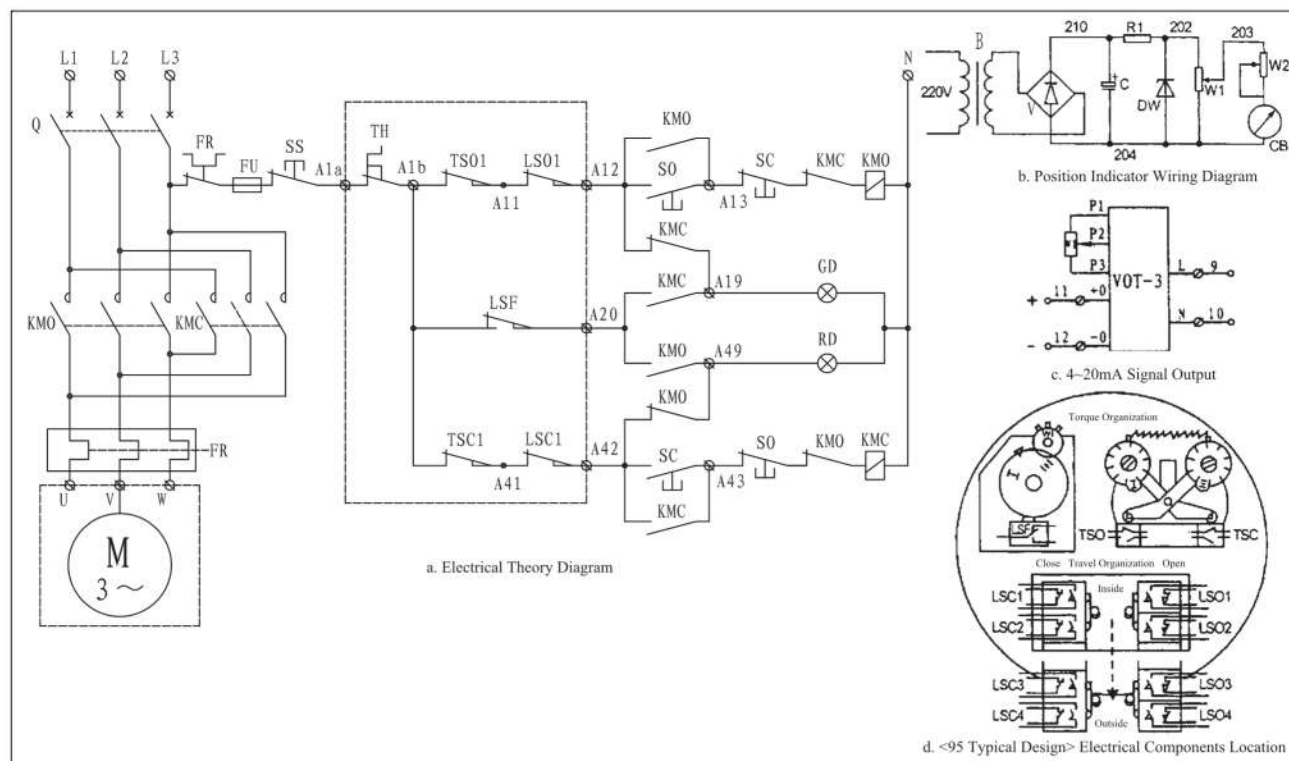 L1 L2 L3
Q
FR
FU
SS
A1a
TH
A1b
TSO1
LSO1
A11
A12
KMO
SO
A13
SC
KMC
KMO
N
KMC
KMC
A19
GD
LSF
A20
KMO
A49
RD
KMO
TSC1
LSC1
A41
A42
SC
A43
SO
KMO
KMC
KMC
KMO
KMC
FR
U V W
M
3～
a. Electrical Theory Diagram
220V
B
V
210
R1
202
203
C
DW
W1
W2
204
CB
b. Position Indicator Wiring Diagram
P1
P2
P3
VOT-3
L 9
+ 11 +0
N 10
- 12 -0
c. 4~20mA Signal Output
Torque Organization
LSF
TSO
TSC
Close Travel Organization Open
Inside
LSC1
LSO1
LSC2
LSO2
LSC3
LSO3
LSC4
LSO4
Outside
d. <95 Typical Design> Electrical Components Location